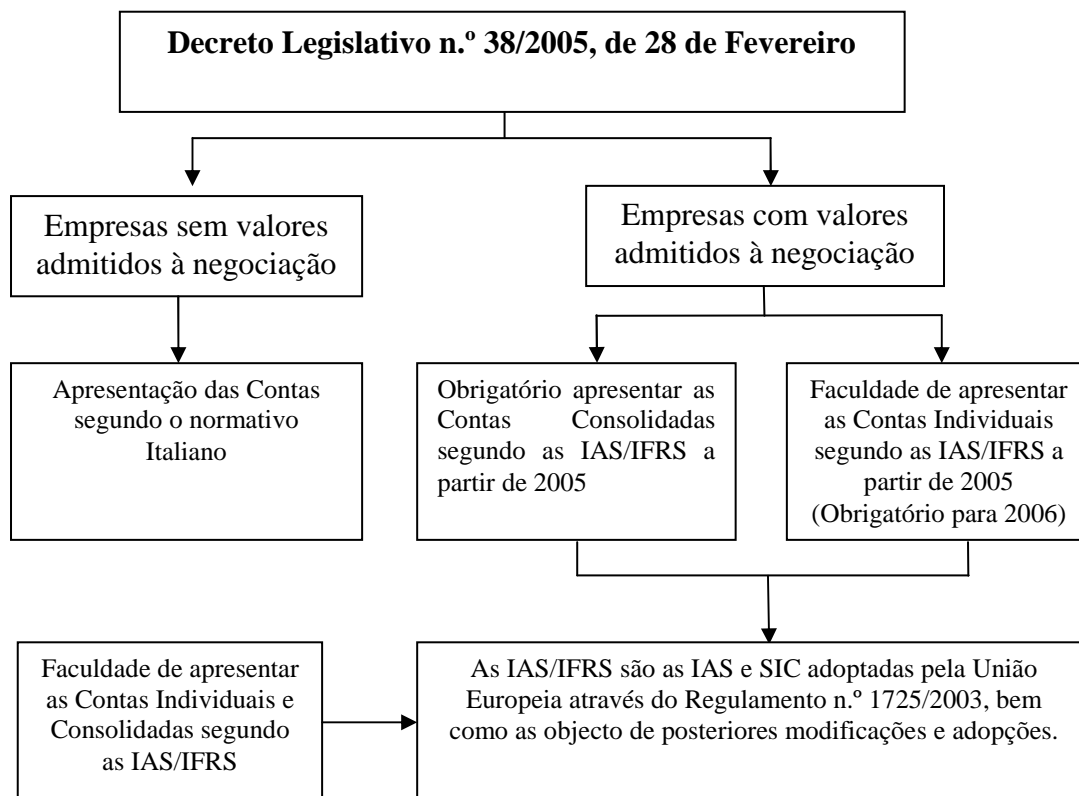 Decreto Legislativo n.º 38/2005, de 28 de Fevereiro
Empresas sem valores
admitidos à negociação
Empresas com valores
admitidos à negociação
Apresentação das Contas
segundo o normativo
Italiano
Obrigatório apresentar as
Contas Consolidadas
segundo as IAS/IFRS a
partir de 2005
Faculdade de apresentar
as Contas Individuais
segundo as IAS/IFRS a
partir de 2005
(Obrigatório para 2006)
Faculdade de apresentar
as Contas Individuais e
Consolidadas segundo
as IAS/IFRS
As IAS/IFRS são as IAS e SIC adoptadas pela União
Europeia através do Regulamento n.º 1725/2003, bem
como as objecto de posteriores modificações e adopções.